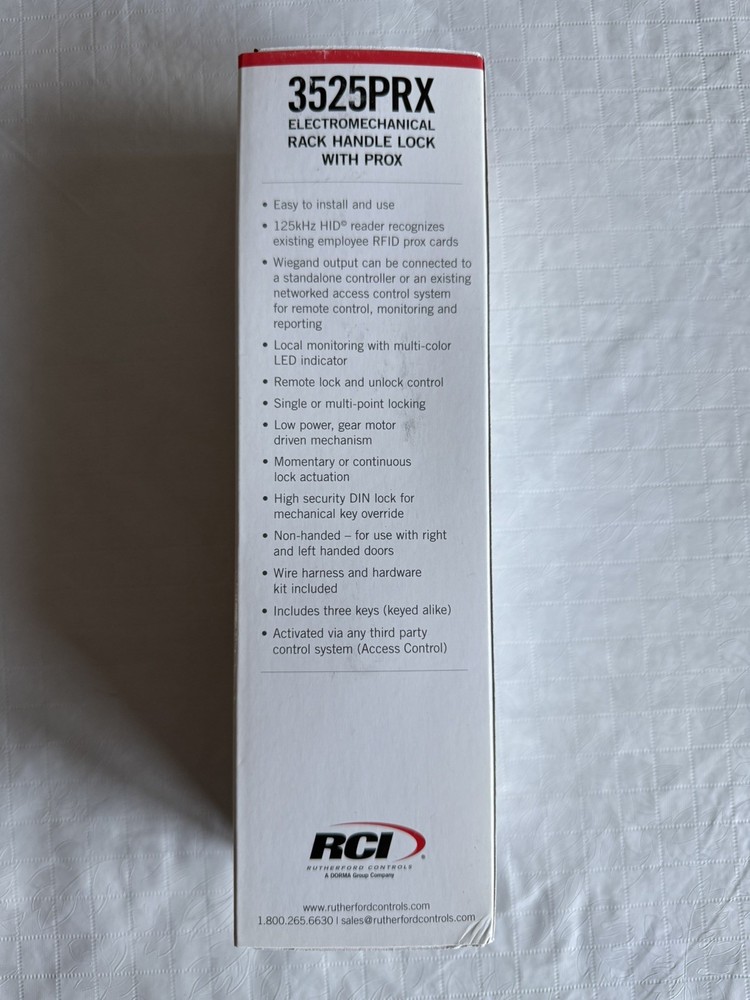 3525PRX
ELECTROMECHANICAL
RACK HANDLE LOCK
WITH PROX
• Easy to install and use
• 125kHz HID® reader recognizes
existing employee RFID prox cards
• Wiegand output can be connected to
a standalone controller or an existing
networked access control system
for remote control, monitoring and
reporting
• Local monitoring with multi-color
LED indicator
• Remote lock and unlock control
• Single or multi-point locking
• Low power, gear motor
driven mechanism
• Momentary or continuous
lock actuation
• High security DIN lock for
mechanical key override
• Non-handed – for use with right
and left handed doors
• Wire harness and hardware
kit included
• Includes three keys (keyed alike)
• Activated via any third party
control system (Access Control)
RCI®
RUTHERFORD CONTROLS
A DORMA Group Company
www.rutherfordcontrols.com
1.800.265.6630 | sales@rutherfordcontrols.com